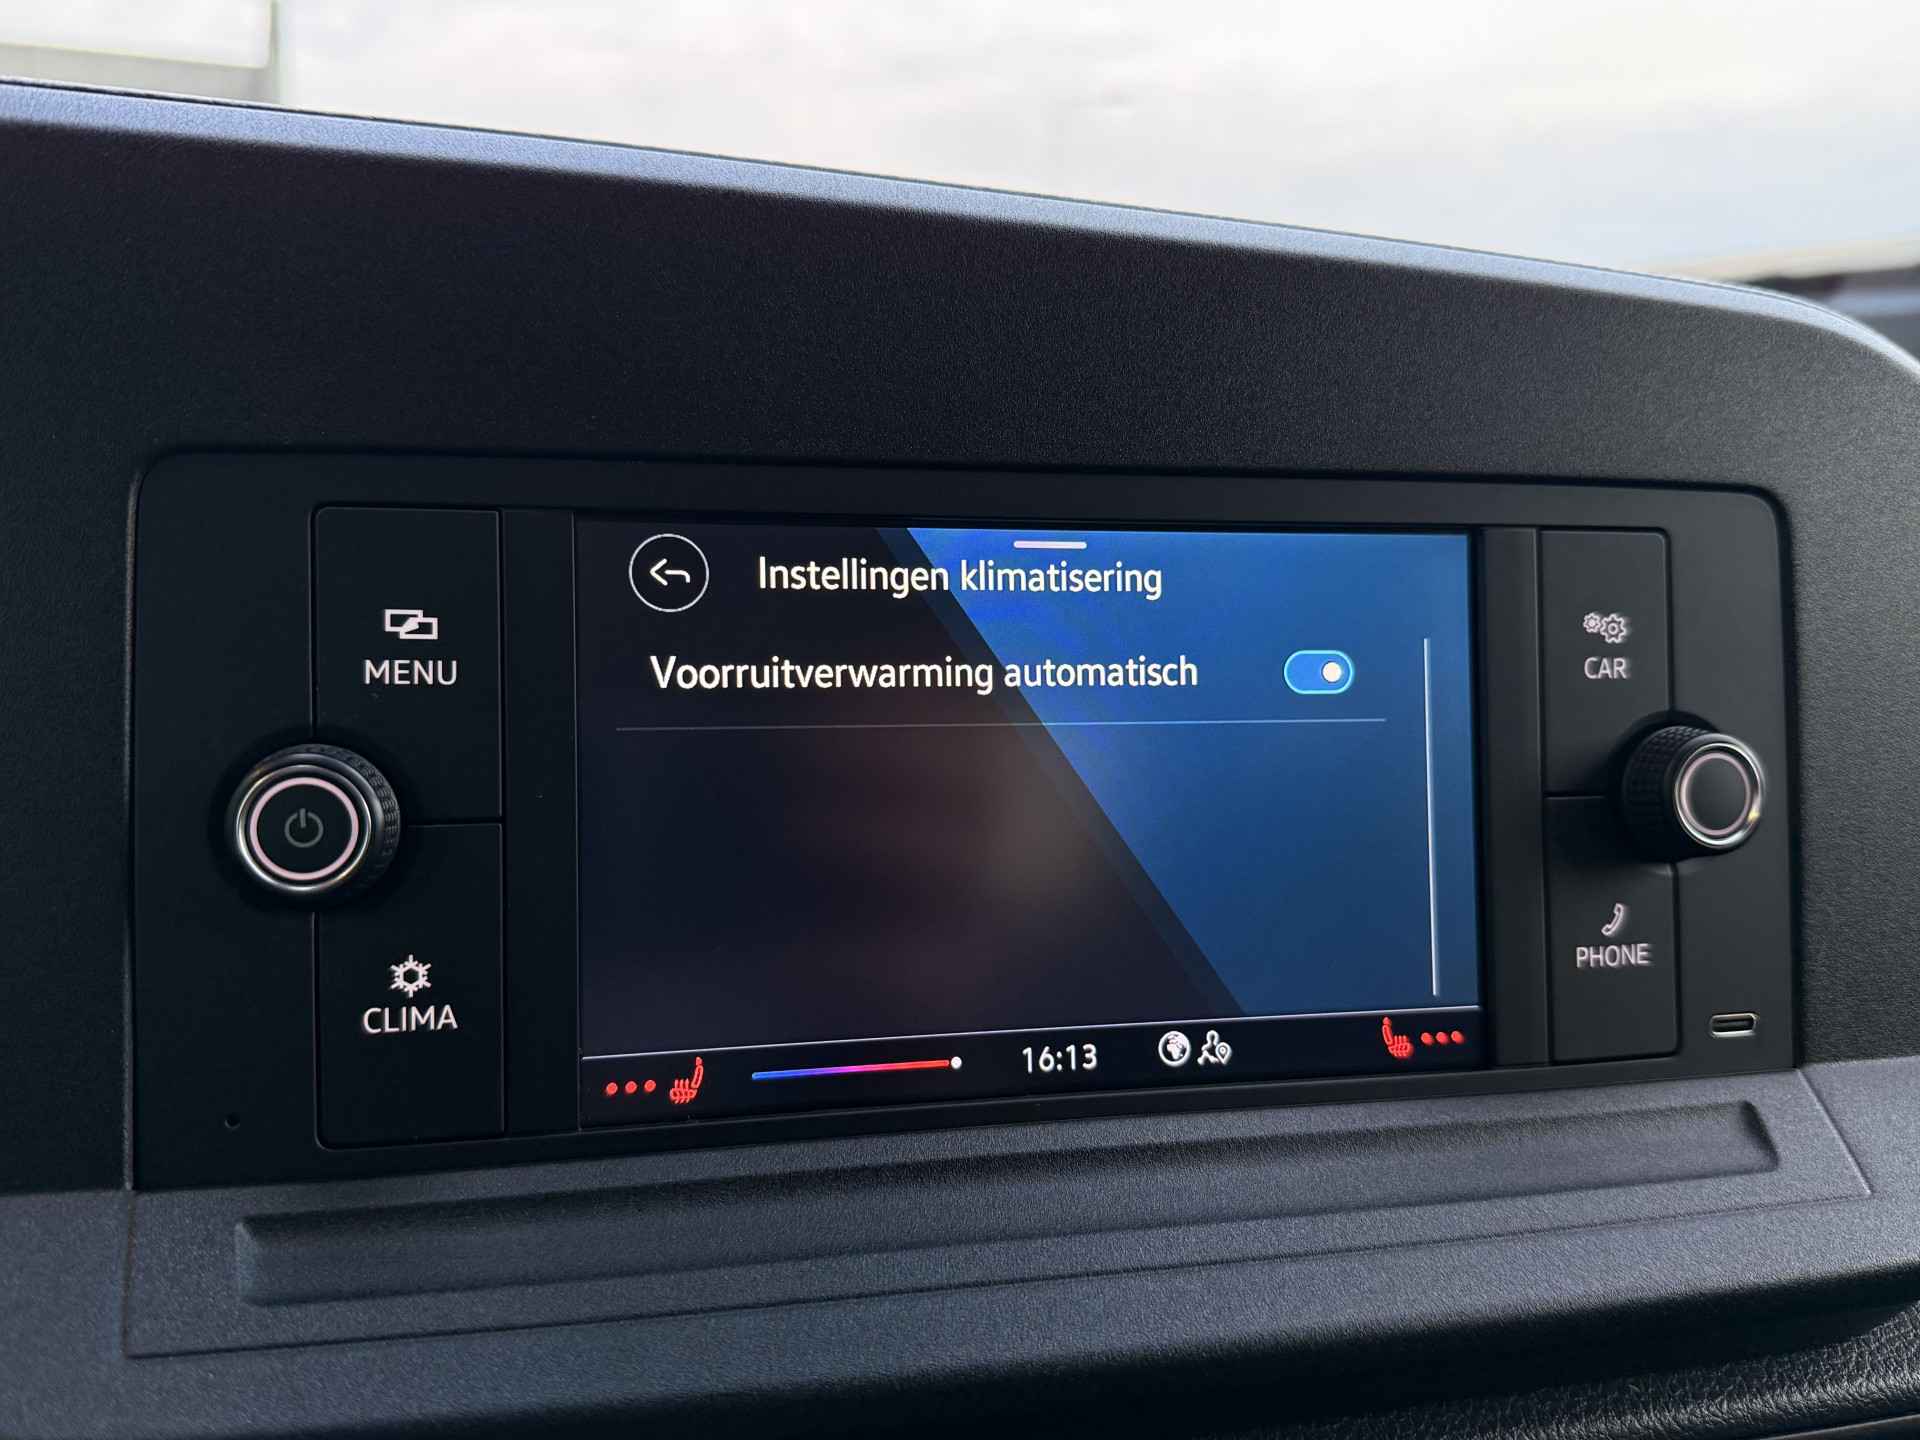 Instellingen klimatisering
MENU
Voorruitverwarming automatisch
CAR
PHONE
CLIMA
16:13